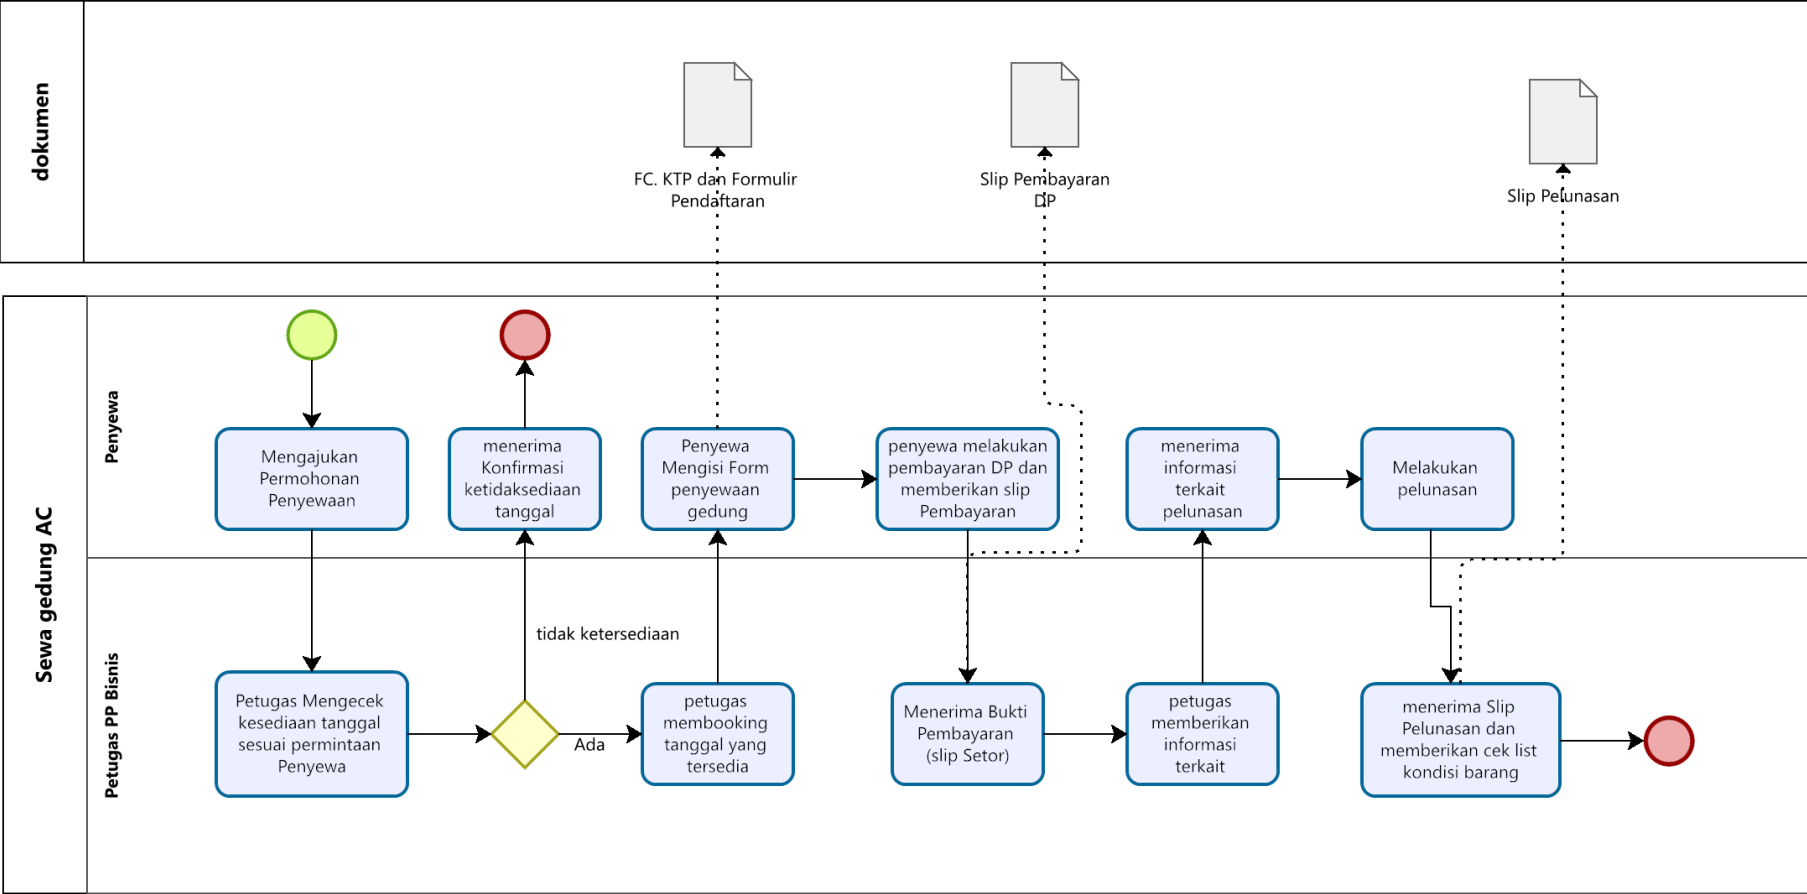 dokumen
FC. KTP dan Formulir
Pendaftaran
Slip Pembayaran
DP
Slip Pelunasan
Sewa gedung AC
Penyewa
Mengajukan
Permohonan
Penyewaan
menerima
Konfirmasi
ketidaksediaan
tanggal
Penyewa
Mengisi Form
penyewaan
gedung
penyewa melakukan
pembayaran DP dan
memberikan slip
Pembayaran
menerima
informasi
terkait
pelunasan
Melakukan
pelunasan
Petugas PP Bisnis
Petugas Mengecek
kesediaan tanggal
sesuai permintaan
Penyewa
tidak ketersediaan
Ada
petugas
membooking
tanggal yang
tersedia
Menerima Bukti
Pembayaran
(slip Setor)
petugas
memberikan
informasi
terkait
menerima Slip
Pelunasan dan
memberikan cek list
kondisi barang